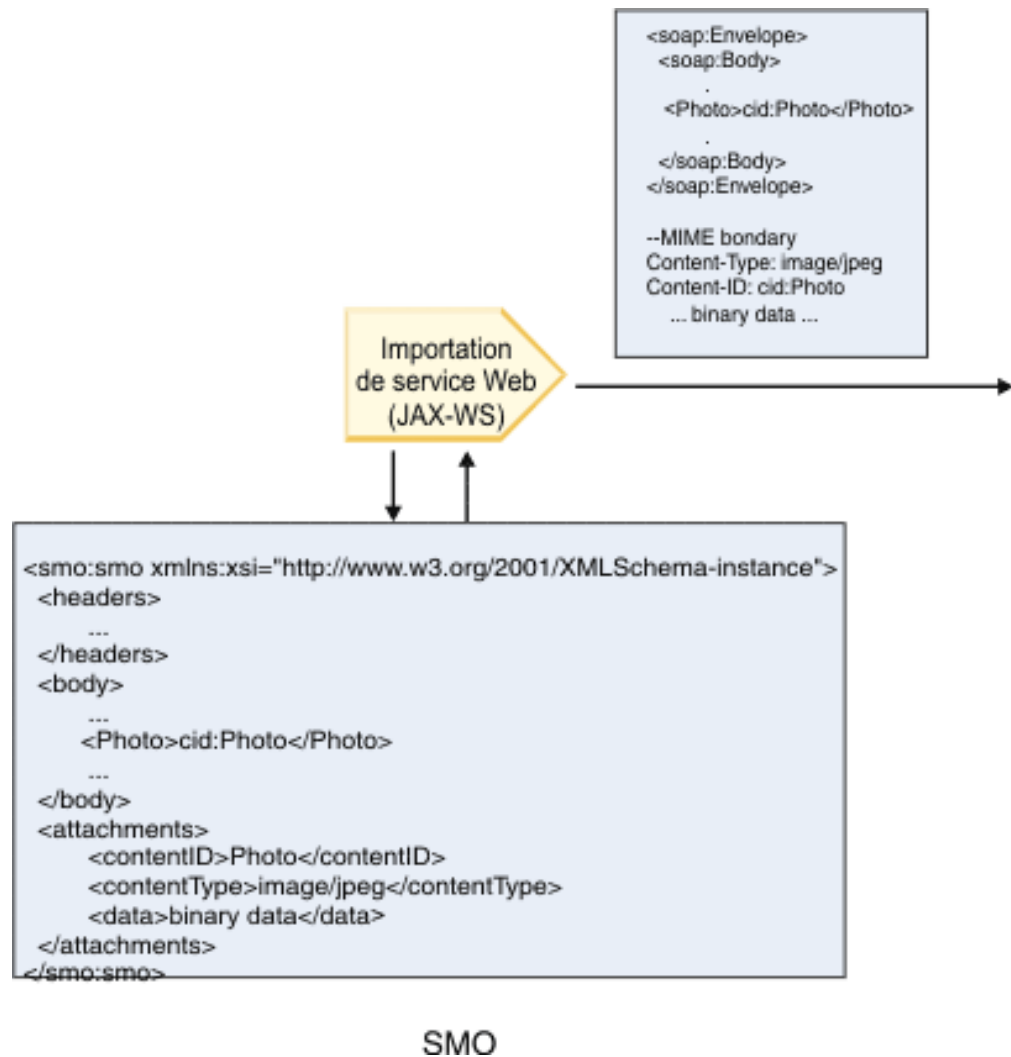 <soap:Envelope>
<soap:Body>
.
<Photo>cid:Photo</Photo>
.
</soap:Body>
</soap:Envelope>
--MIME bondary
Content-Type: image/jpeg
Content-ID: cid:Photo
... binary data ...
Importation
de service Web
(JAX-WS)
<smo:smo xmlns:xsi="http://www.w3.org/2001/XMLSchema-instance">
<headers>
...
</headers>
<body>
...
<Photo>cid:Photo</Photo>
...
</body>
<attachments>
<contentID>Photo</contentID>
<contentType>image/jpeg</contentType>
<data>binary data</data>
</attachments>
</smo:smo>
SMO